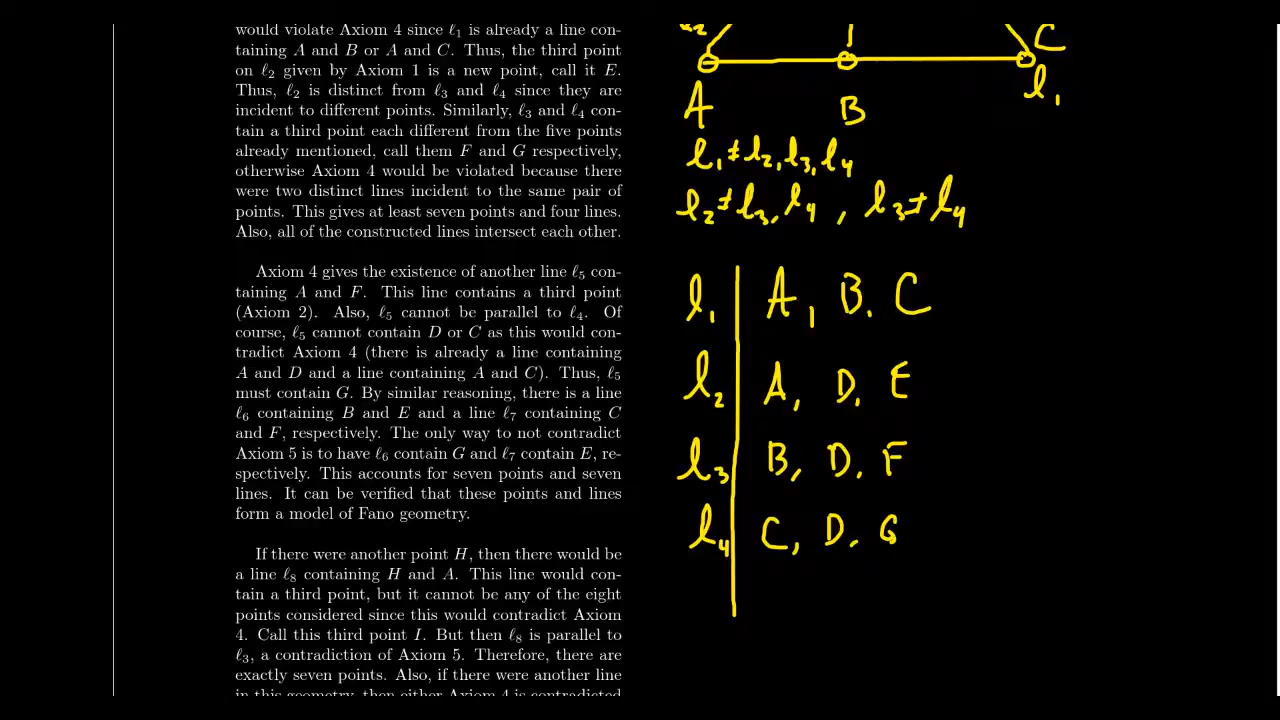 would violate Axiom 4 since ℓ₁ is already a line con-
taining A and B or A and C. Thus, the third point
on ℓ₂ given by Axiom 1 is a new point, call it E.
Thus, ℓ₂ is distinct from ℓ₃ and ℓ₄ since they are
incident to different points. Similarly, ℓ₃ and ℓ₄ con-
tain a third point each different from the five points
already mentioned, call them F and G respectively,
otherwise Axiom 4 would be violated because there
were two distinct lines incident to the same pair of
points. This gives at least seven points and four lines.
Also, all of the constructed lines intersect each other.
Axiom 4 gives the existence of another line ℓ₅ con-
taining A and F. This line contains a third point
(Axiom 2). Also, ℓ₅ cannot be parallel to ℓ₄. Of
course, ℓ₅ cannot contain D or C as this would con-
tradict Axiom 4 (there is already a line containing
A and D and a line containing A and C). Thus, ℓ₅
must contain G. By similar reasoning, there is a line
ℓ₆ containing B and E and a line ℓ₇ containing C
and F, respectively. The only way to not contradict
Axiom 5 is to have ℓ₆ contain G and ℓ₇ contain E, re-
spectively. This accounts for seven points and seven
lines. It can be verified that these points and lines
form a model of Fano geometry.
If there were another point H, then there would be
a line ℓ₈ containing H and A. This line would con-
tain a third point, but it cannot be any of the eight
points considered since this would contradict Axiom
4. Call this third point I. But then ℓ₈ is parallel to
ℓ₃, a contradiction of Axiom 5. Therefore, there are
exactly seven points. Also, if there were another line
in this geometry, then either Axiom 4 is contradicted
C
ℓ₁
A B
ℓ₁ ≠ ℓ₂, ℓ₃, ℓ₄
ℓ₂ ≠ ℓ₃, ℓ₄ , ℓ₃ ≠ ℓ₄
ℓ₁ A, B, C
ℓ₂ A, D, E
ℓ₃ B, D, F
ℓ₄ C, D, G